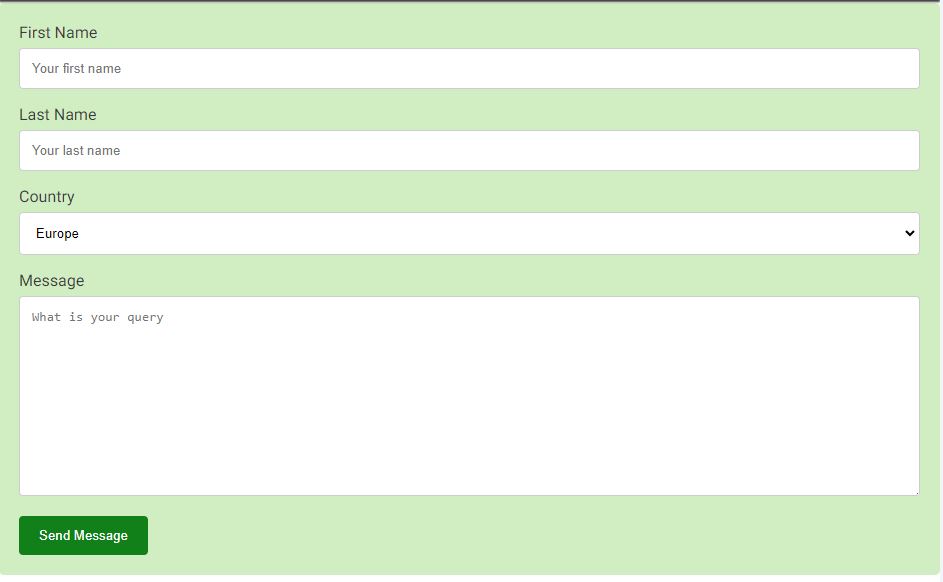 First Name
Your first name
Last Name
Your last name
Country
Europe
Message
What is your query
Send Message